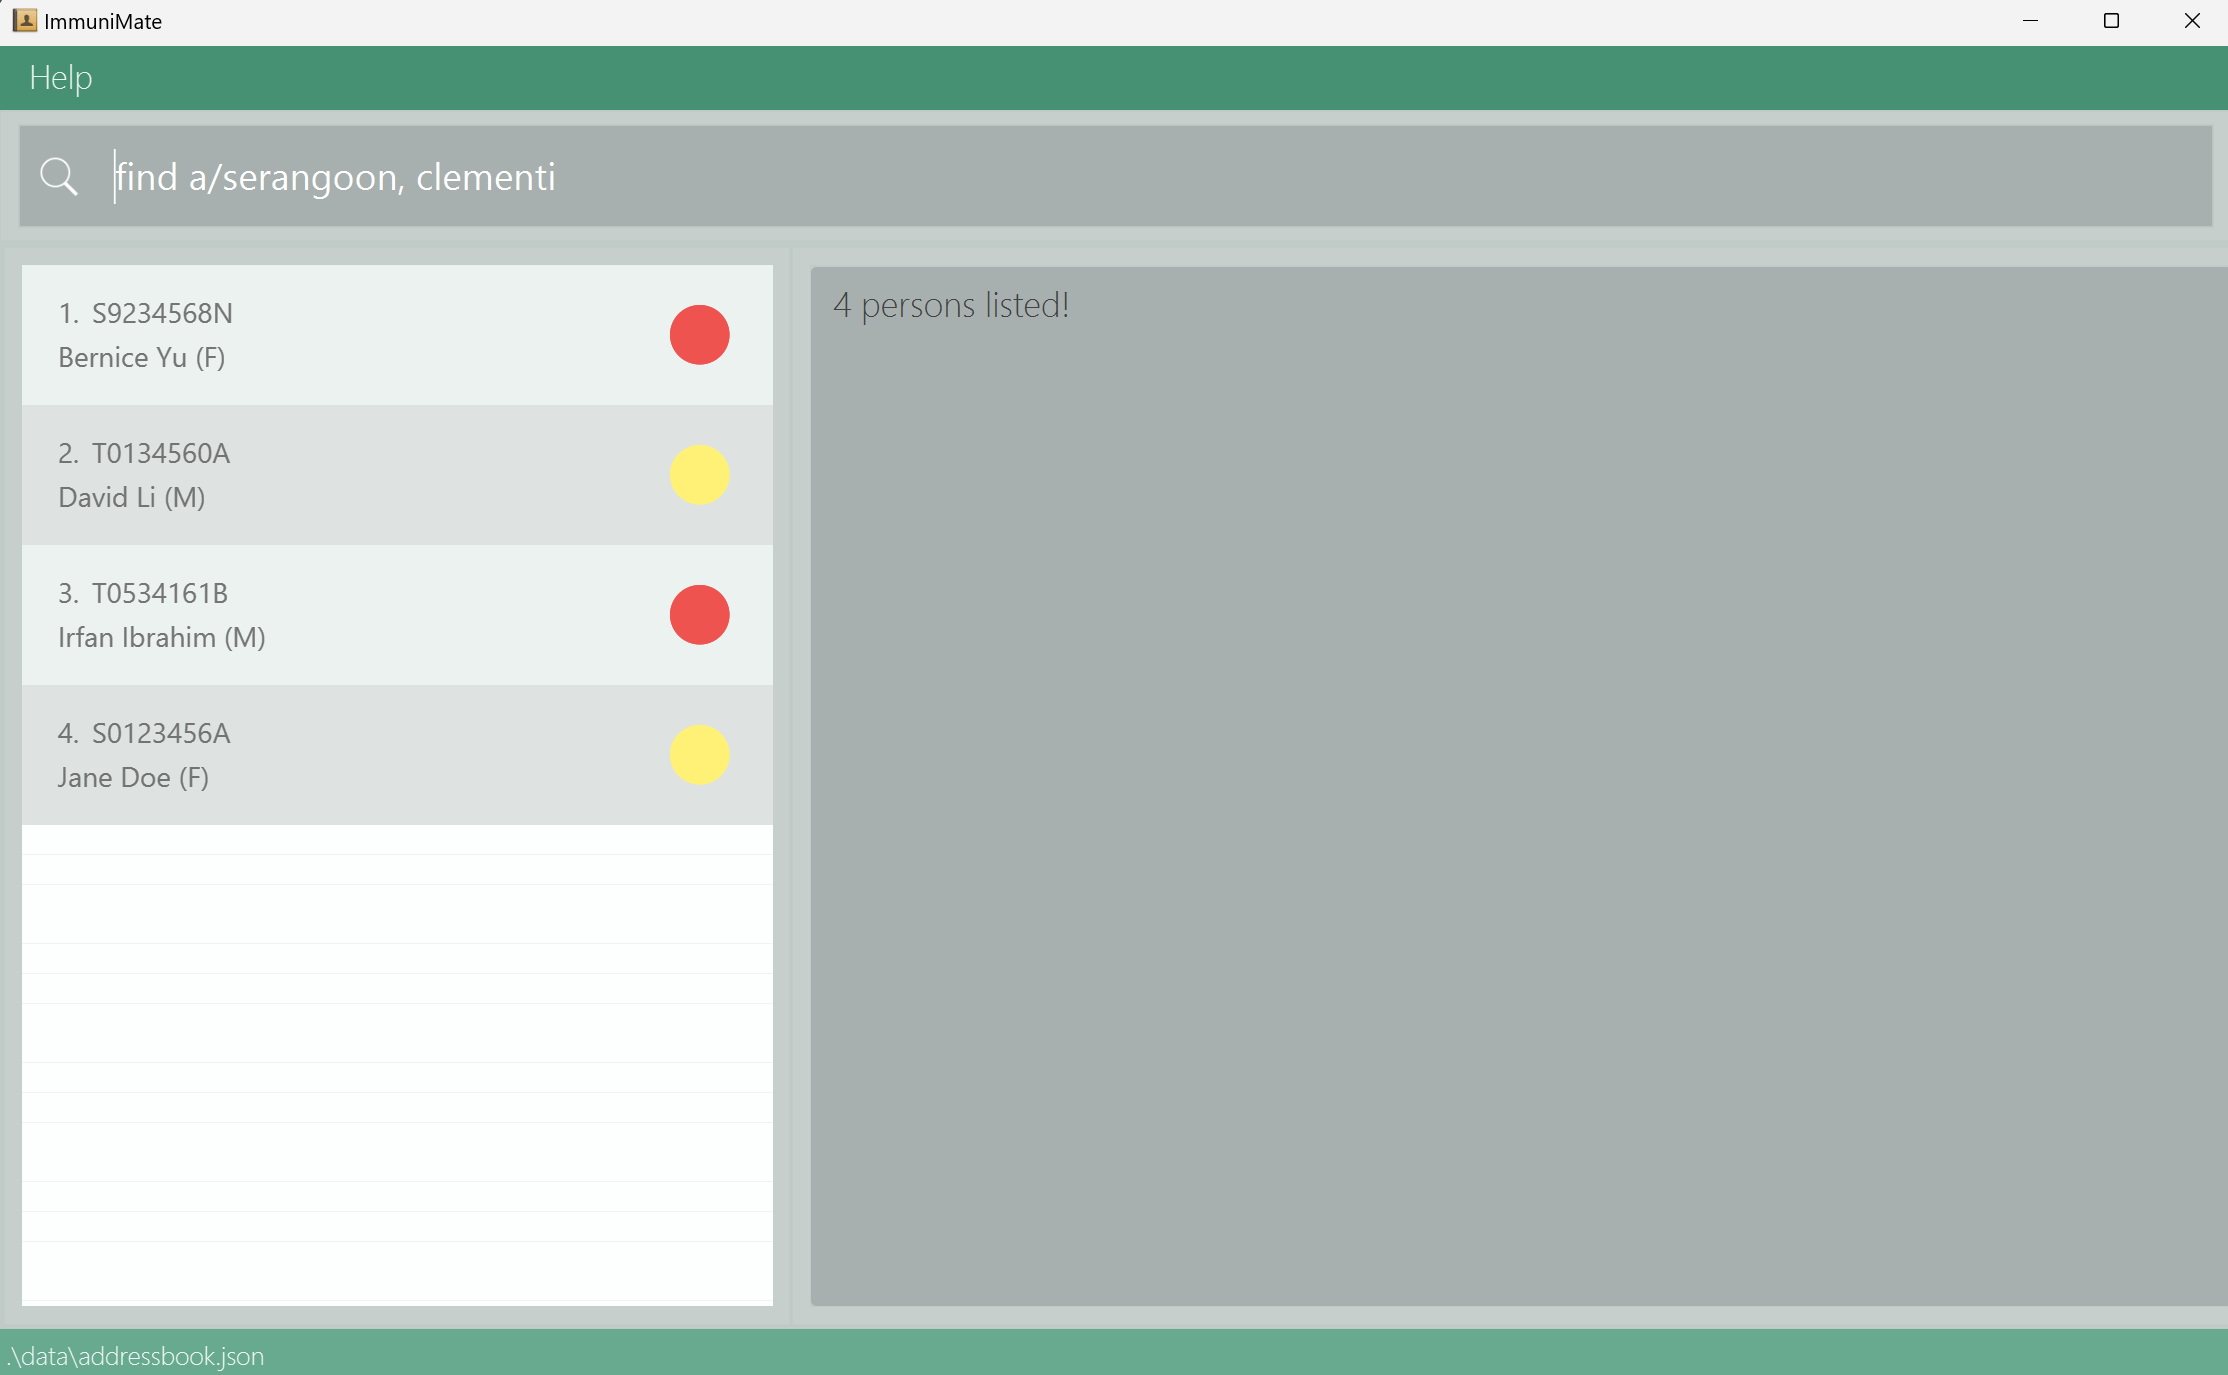 ImmuniMate
Help
find a/serangoon, clementi
1. S9234568N
Bernice Yu (F)
2. T0134560A
David Li (M)
3. T0534161B
Irfan Ibrahim (M)
4. S0123456A
Jane Doe (F)
4 persons listed!
.\data\addressbook.json